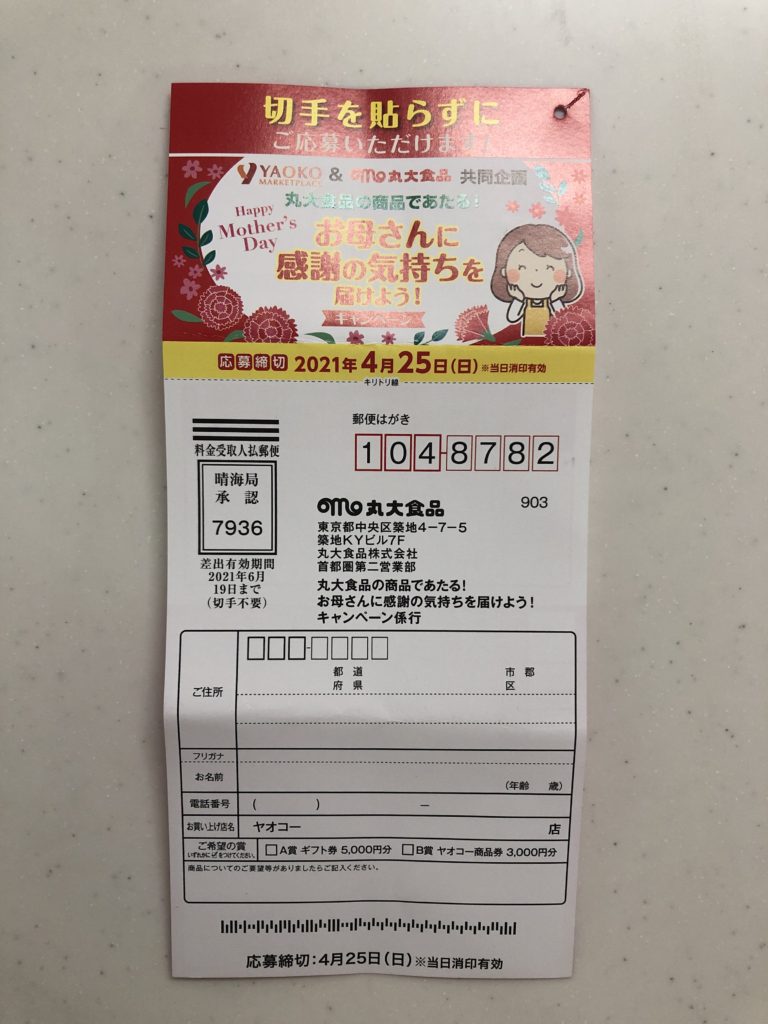 切手を貼らずに
ご応募いただけます!
YAOKO MARKETPLACE & 丸大食品 共同企画
丸大食品の商品であたる!
Happy
Mother's
Day
お母さんに
感謝の気持ちを
届けよう!
キャンペーン
応募締切 2021年4月25日(日) ※当日消印有効
キリトリ線
郵便はがき
1048782
料金受取人払郵便
晴海局
承認
7936
差出有効期間
2021年6月
19日まで
(切手不要)
丸大食品
903
東京都中央区築地4-7-5
築地KYビル7F
丸大食品株式会社
首都圏第二営業部
丸大食品の商品であたる!
お母さんに感謝の気持ちを届けよう!
キャンペーン係行
ご住所
都 道 市 郡
府 県 区
フリガナ
お名前
(年齢 歳)
電話番号 ( ) −
お買い上げ店名 ヤオコー 店
ご希望の賞
いずれかに☑をつけてください。
□A賞 ギフト券 5,000円分 □B賞 ヤオコー商品券 3,000円分
商品についてのご要望等がありましたらご記入ください。
応募締切:4月25日(日)※当日消印有効